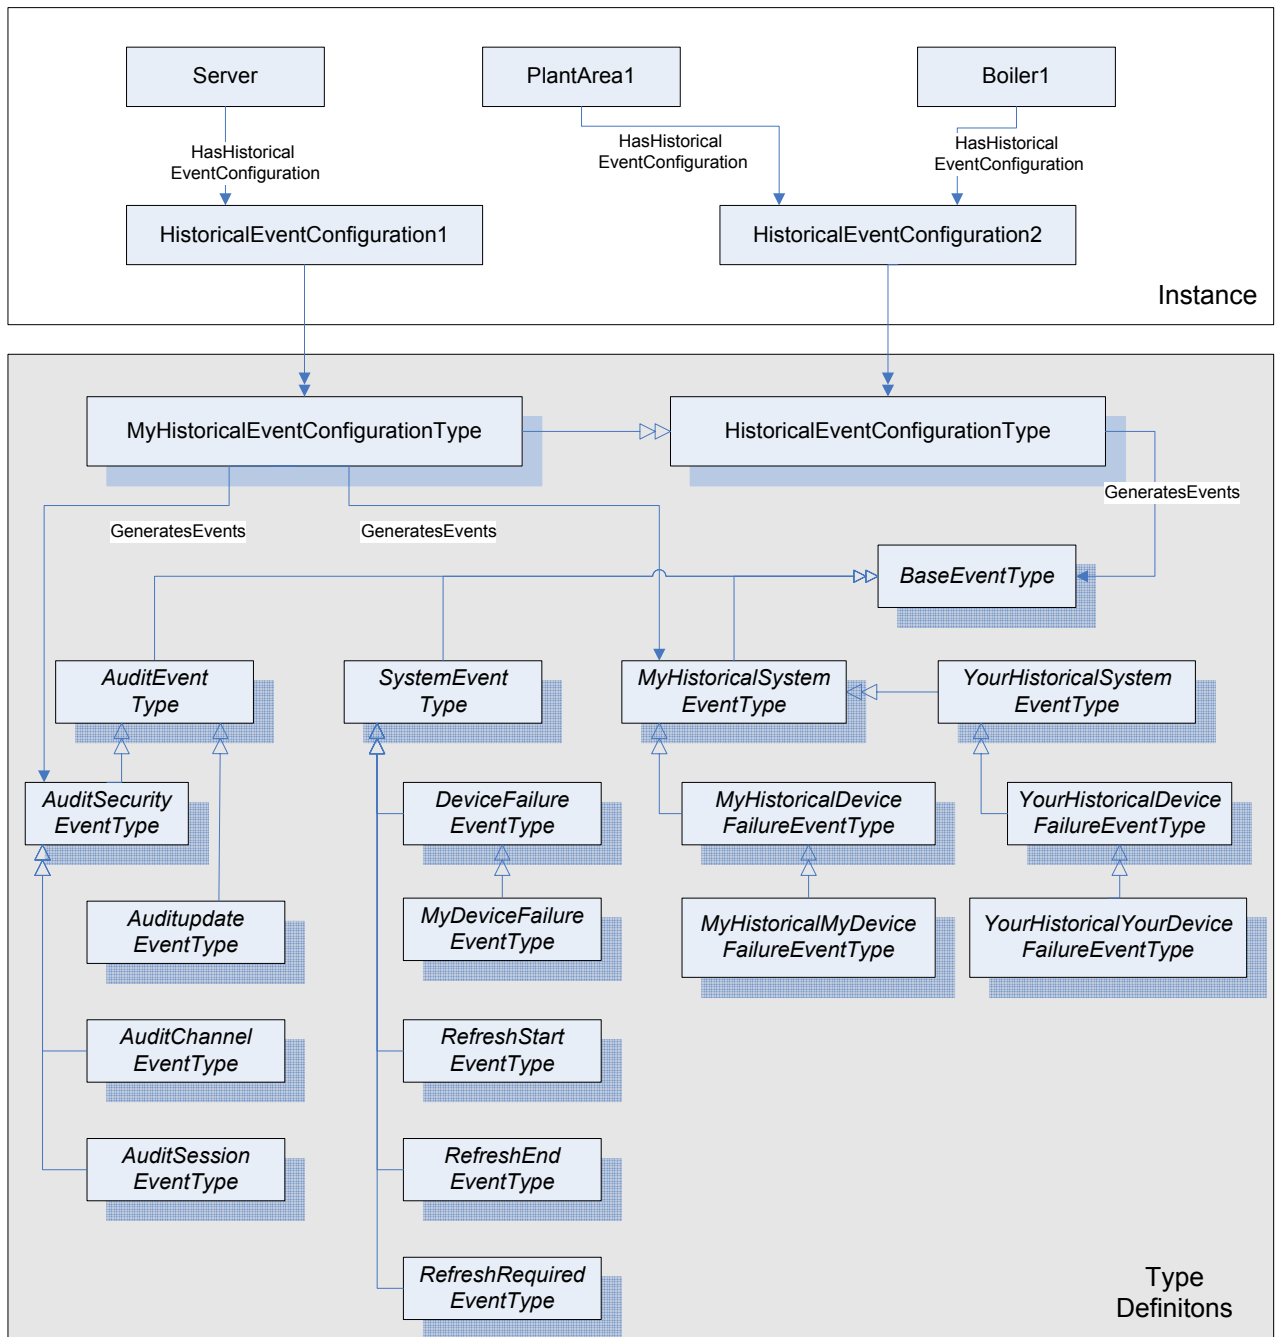 Server
PlantArea1
Boiler1
HasHistorical
EventConfiguration
HasHistorical
EventConfiguration
HasHistorical
EventConfiguration
HistoricalEventConfiguration1
HistoricalEventConfiguration2
Instance
MyHistoricalEventConfigurationType
HistoricalEventConfigurationType
GeneratesEvents
GeneratesEvents
GeneratesEvents
BaseEventType
AuditEvent
Type
SystemEvent
Type
MyHistoricalSystem
EventType
YourHistoricalSystem
EventType
AuditSecurity
EventType
DeviceFailure
EventType
MyHistoricalDevice
FailureEventType
YourHistoricalDevice
FailureEventType
Auditupdate
EventType
MyDeviceFailure
EventType
MyHistoricalMyDevice
FailureEventType
YourHistoricalYourDevice
FailureEventType
AuditChannel
EventType
RefreshStart
EventType
AuditSession
EventType
RefreshEnd
EventType
RefreshRequired
EventType
Type
Definitons